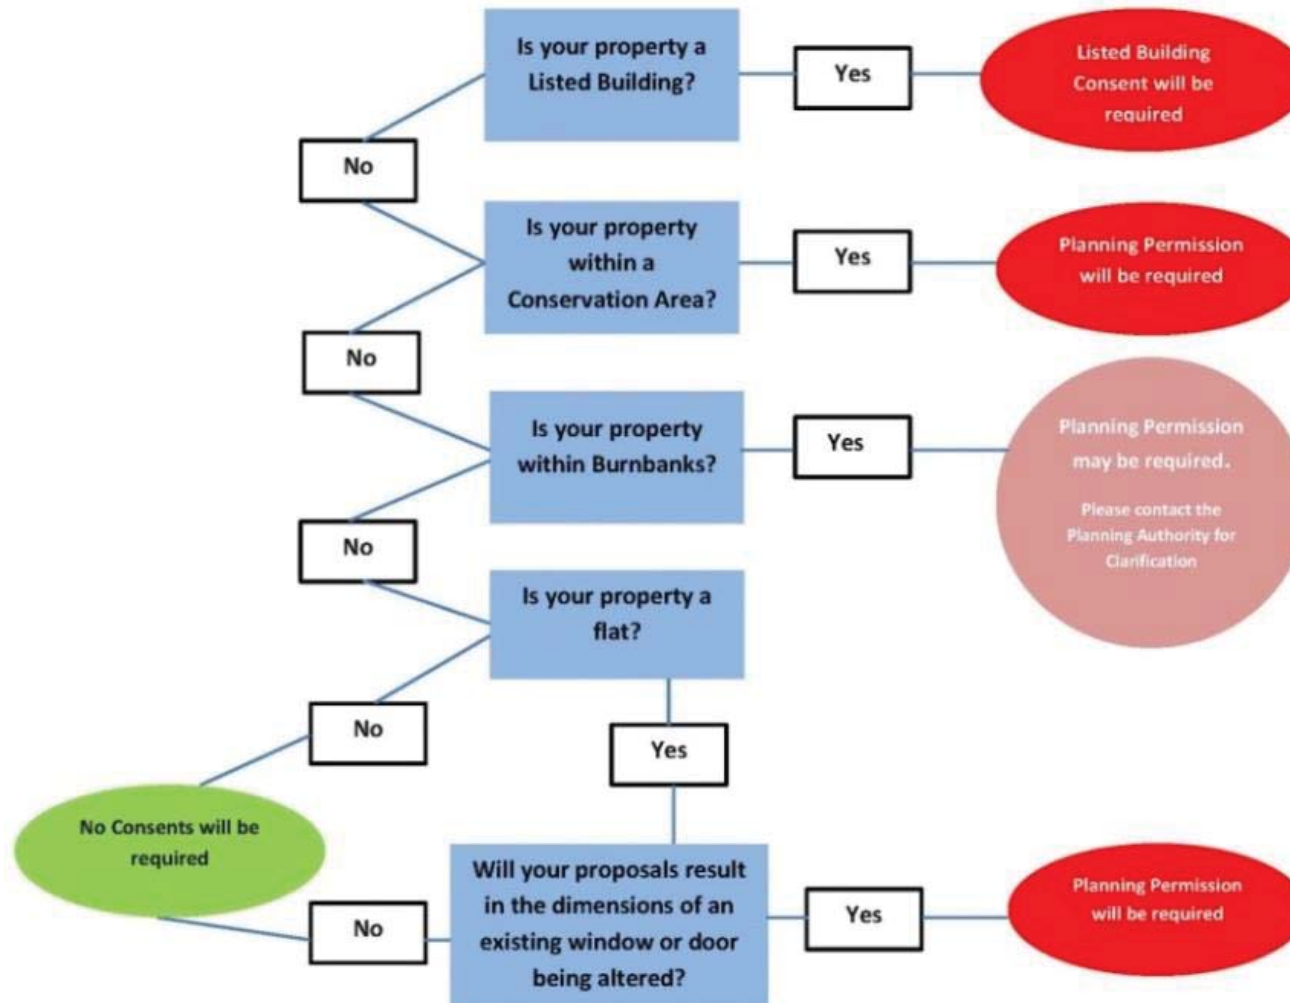 Is your property a
Listed Building?
Yes
Listed Building
Consent will be
required
No
Is your property
within a
Conservation Area?
Yes
Planning Permission
will be required
No
Is your property
within Burnbanks?
Yes
Planning Permission
may be required.
Please contact the
Planning Authority for
Clarification
No
Is your property a
flat?
No
Yes
No Consents will be
required
Will your proposals result
in the dimensions of an
existing window or door
being altered?
No
Yes
Planning Permission
will be required